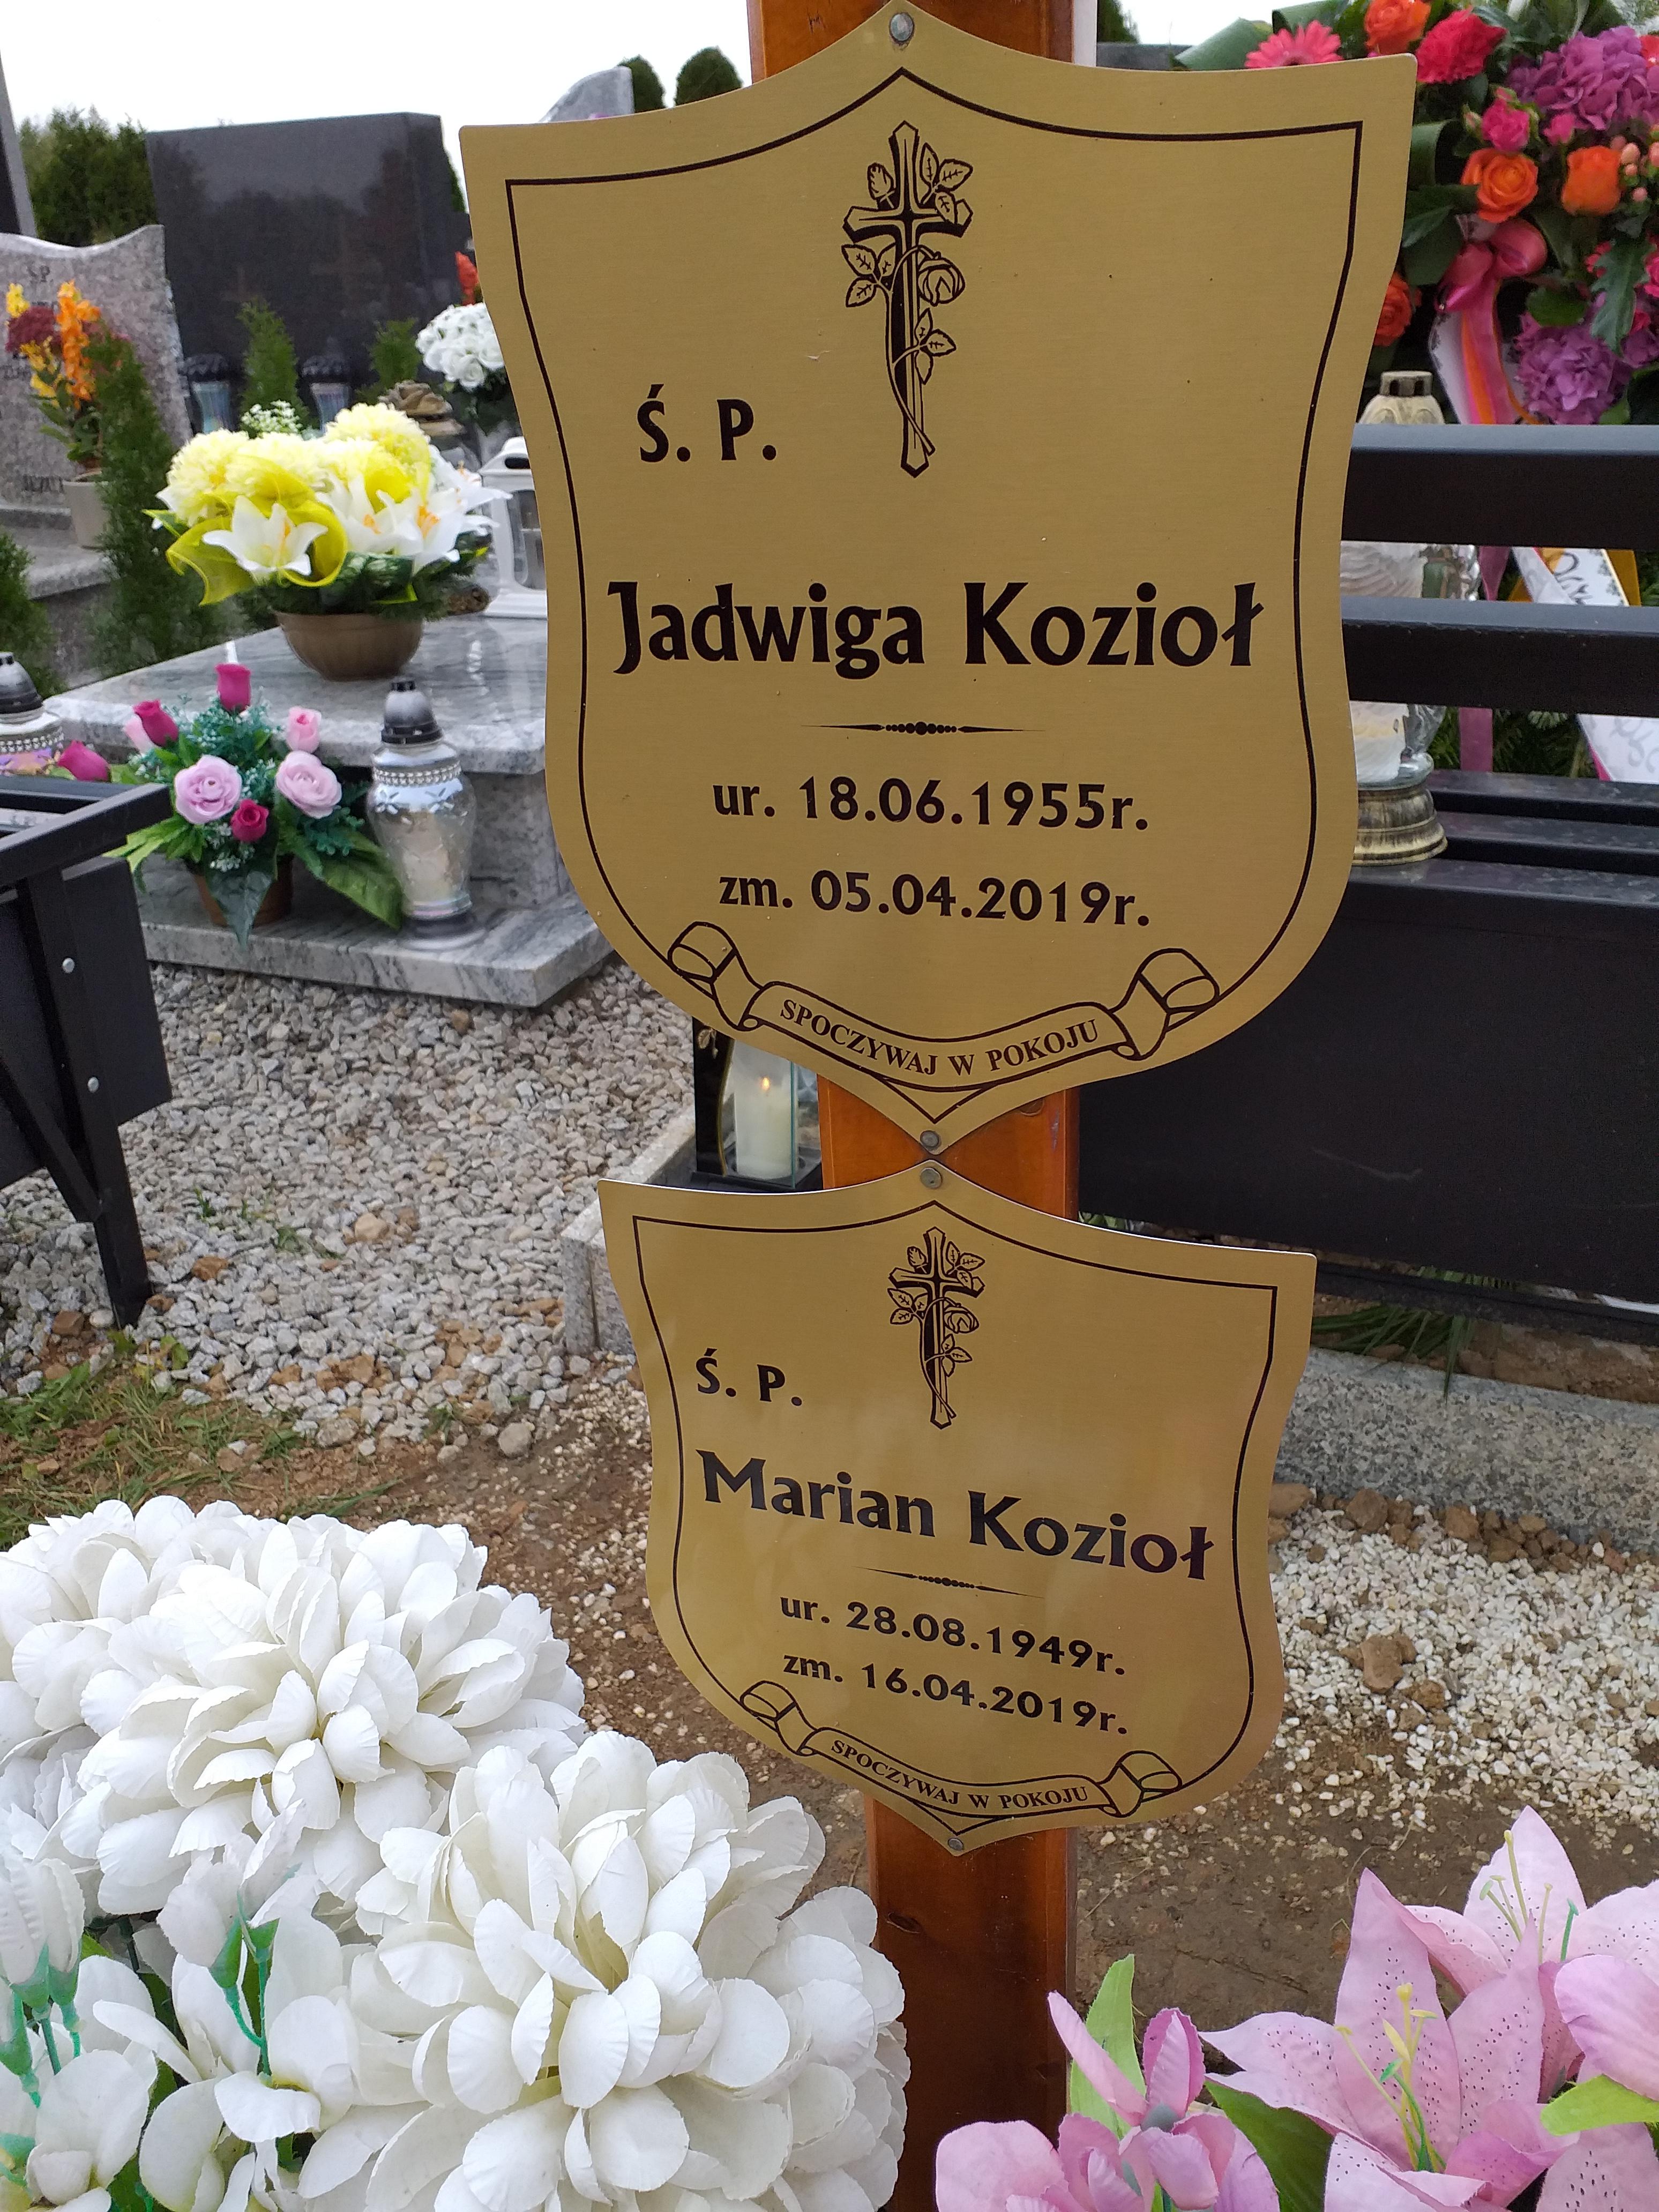 Ś. P.
Jadwiga Kozioł
ur. 18.06.1955r.
zm. 05.04.2019r.
SPOCZYWAJ W POKOJU
Ś. P.
Marian Kozioł
ur. 28.08.1949r.
zm. 16.04.2019r.
SPOCZYWAJ W POKOJU